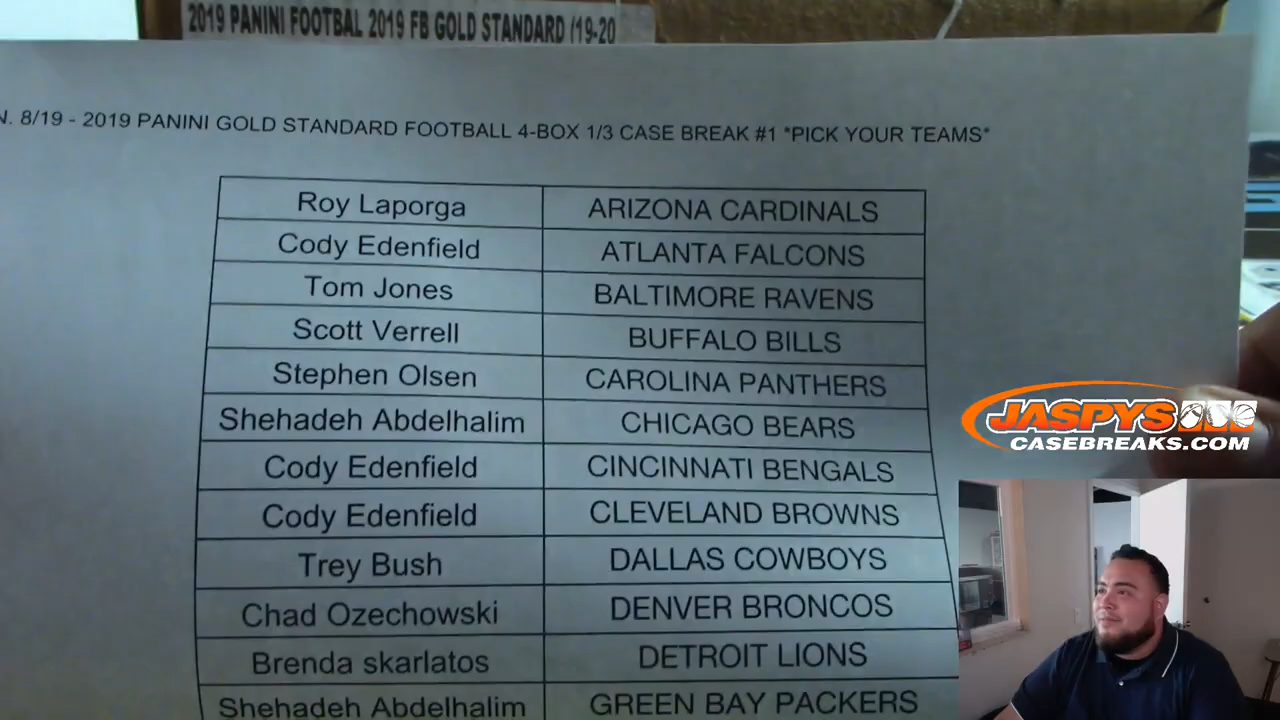 2019 PANINI FOOTBAL 2019 FB GOLD STANDARD (19-20
N. 8/19 - 2019 PANINI GOLD STANDARD FOOTBALL 4-BOX 1/3 CASE BREAK #1 *PICK YOUR TEAMS*
Roy Laporga ARIZONA CARDINALS
Cody Edenfield ATLANTA FALCONS
Tom Jones BALTIMORE RAVENS
Scott Verrell BUFFALO BILLS
Stephen Olsen CAROLINA PANTHERS
Shehadeh Abdelhalim CHICAGO BEARS
Cody Edenfield CINCINNATI BENGALS
Cody Edenfield CLEVELAND BROWNS
Trey Bush DALLAS COWBOYS
Chad Ozechowski DENVER BRONCOS
Brenda skarlatos DETROIT LIONS
Shehadeh Abdelhalim GREEN BAY PACKERS
JASPYS
CASEBREAKS.COM